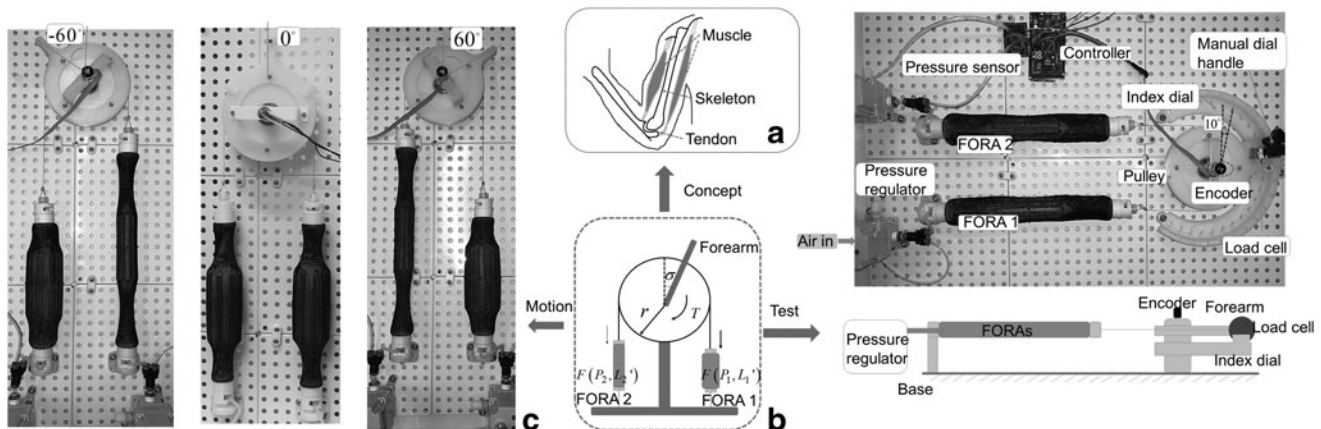 -60°
0°
60°
c
Muscle
Skeleton
Tendon
a
Concept
Motion
Test
Forearm
σ
r
T
F(P₂, L₂')
F(P₁, L₁')
FORA 2
FORA 1
b
Controller
Manual dial
handle
Pressure sensor
Index dial
10°
FORA 2
Pressure
regulator
Pulley
Encoder
FORA 1
Air in
Load cell
Encoder
Forearm
FORAs
Load cell
Pressure
regulator
Index dial
Base